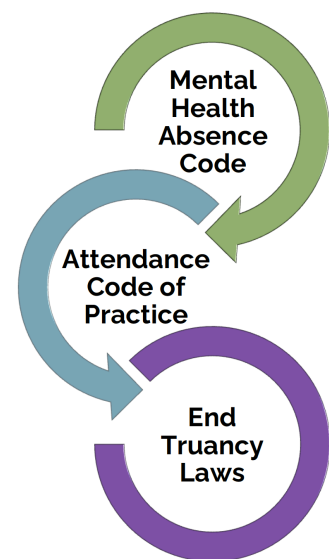 Mental
Health
Absence
Code
Attendance
Code of
Practice
End
Truancy
Laws